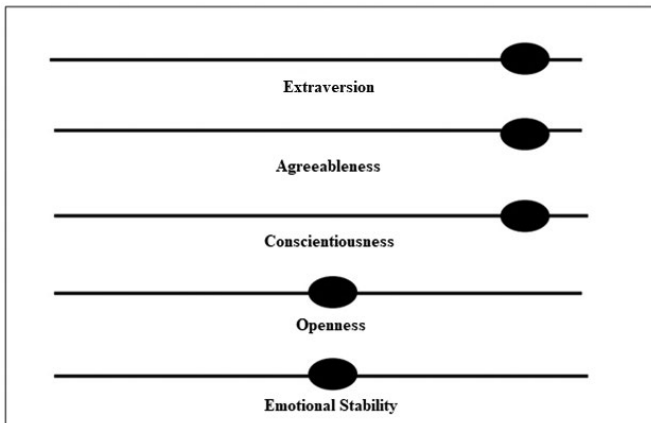 Extraversion
Agreeableness
Conscientiousness
Openness
Emotional Stability